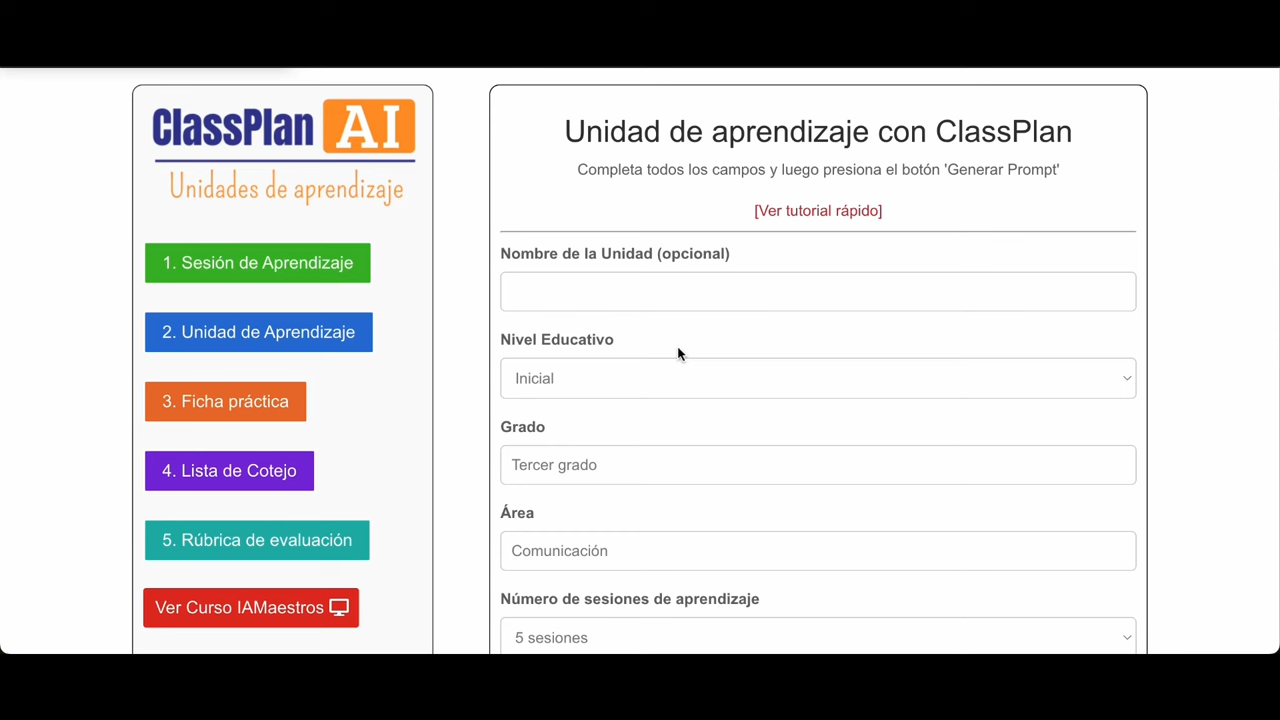 ClassPlan AI
Unidades de aprendizaje
1. Sesión de Aprendizaje
2. Unidad de Aprendizaje
3. Ficha práctica
4. Lista de Cotejo
5. Rúbrica de evaluación
Ver Curso IAMaestros
Unidad de aprendizaje con ClassPlan
Completa todos los campos y luego presiona el botón 'Generar Prompt'
[Ver tutorial rápido]
Nombre de la Unidad (opcional)
Nivel Educativo
Inicial
Grado
Tercer grado
Área
Comunicación
Número de sesiones de aprendizaje
5 sesiones